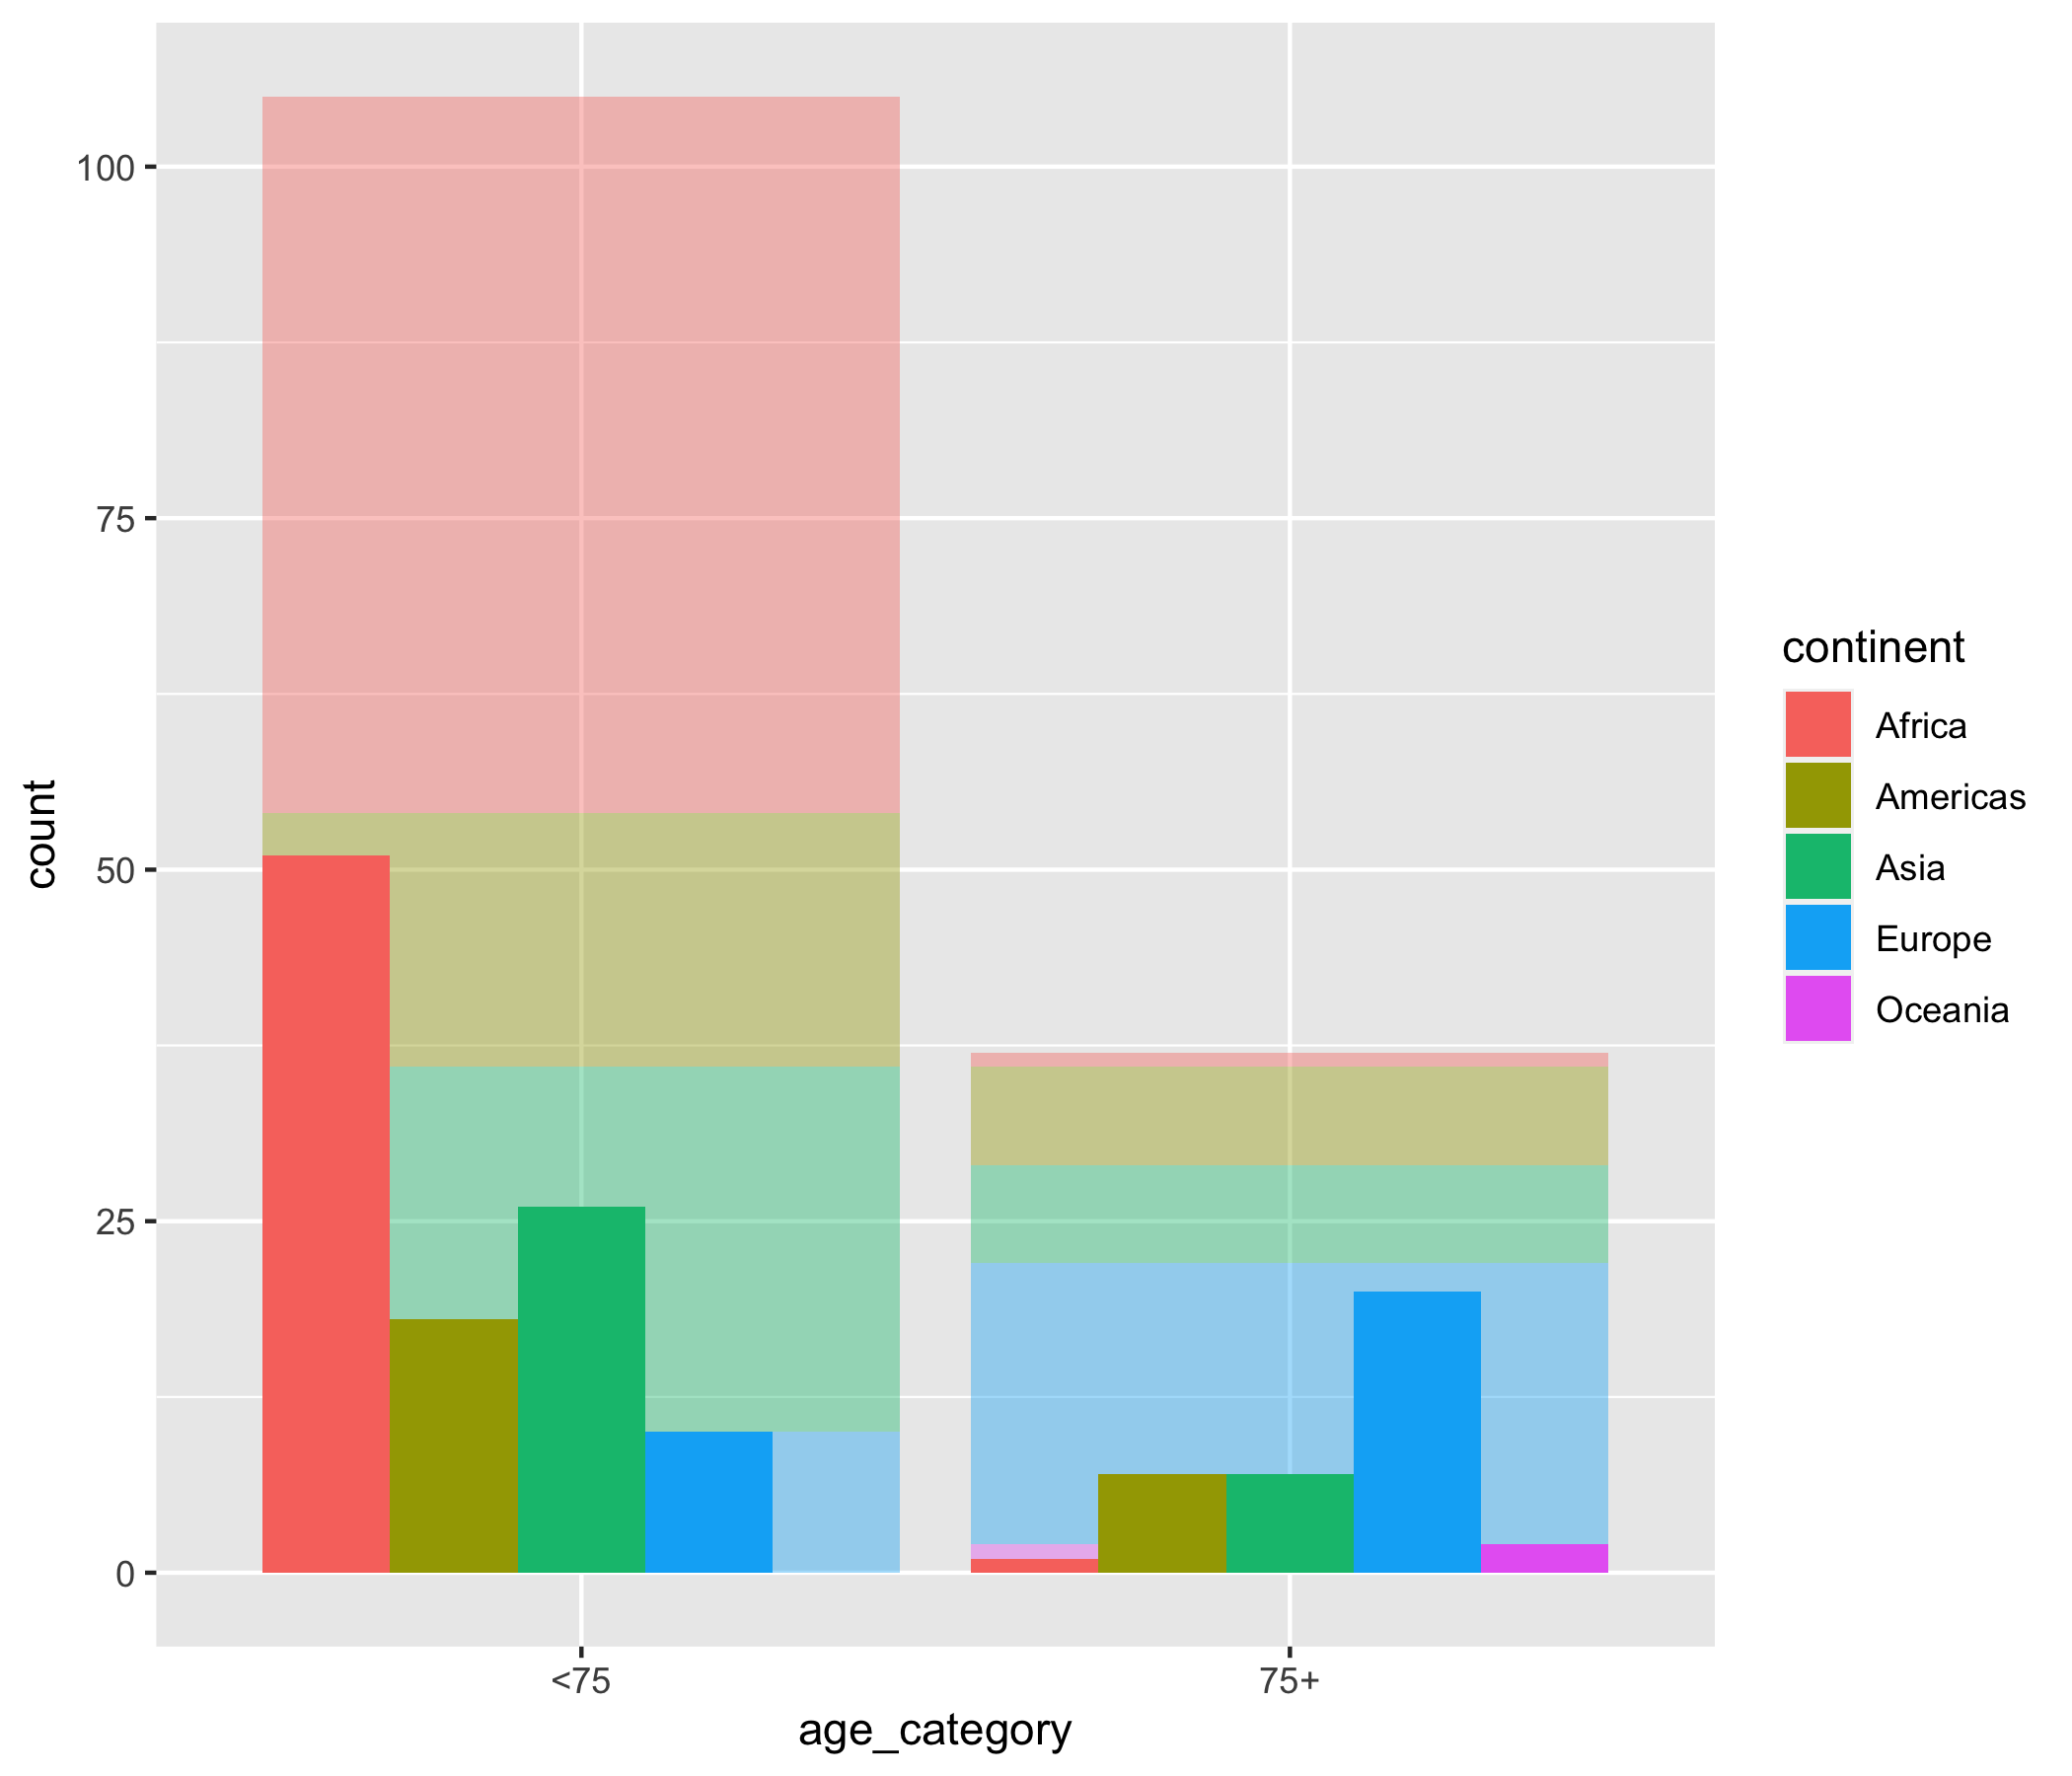 100
75
50
25
0
count
<75
75+
age_category
continent
Africa
Americas
Asia
Europe
Oceania